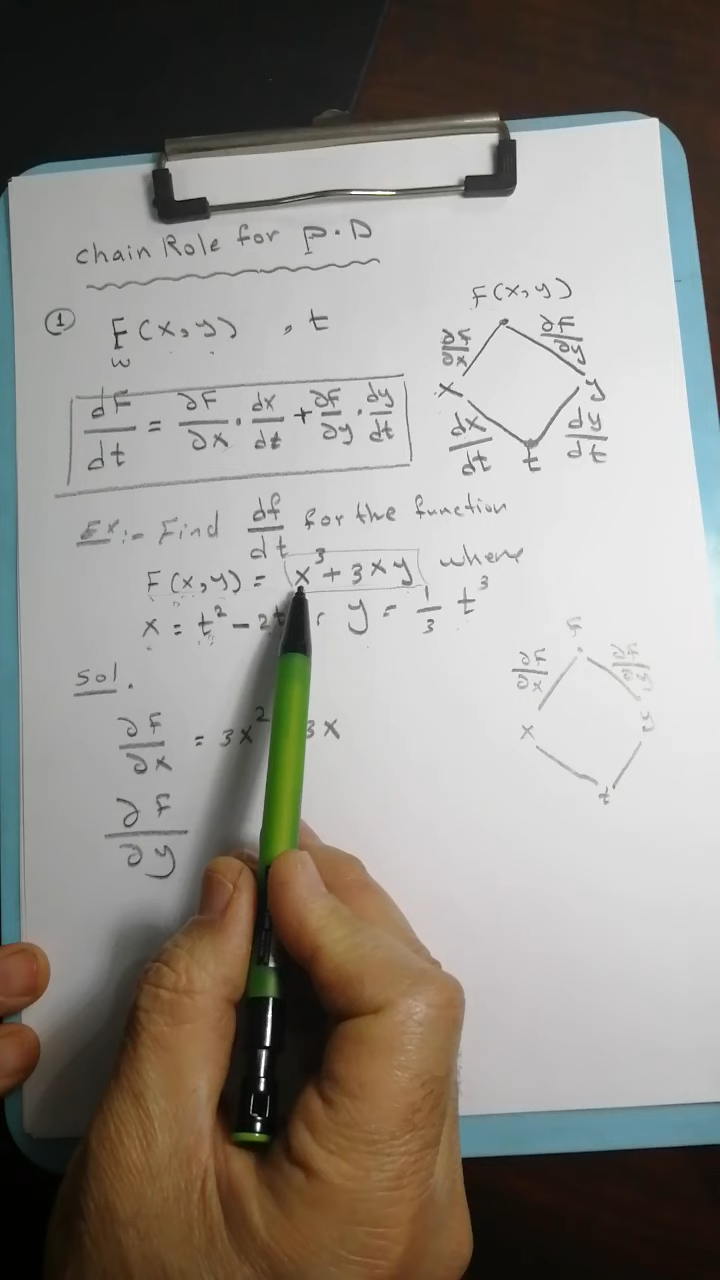 Chain Role for P.D
① F(x,y) , t
F(x,y)
∂F/∂x ∂F/∂y
x y
dx/dt t dy/dt
dF/dt = ∂F/∂x · dx/dt + ∂F/∂y · dy/dt
Ex:- Find df/dt for the function
F(x,y) = x³ + 3xy where
x = t² - 2t , y = 1/3 t³
F
∂F/∂x ∂F/∂y
x y
t
Sol.
∂F/∂x = 3x² 3x
∂F/∂y